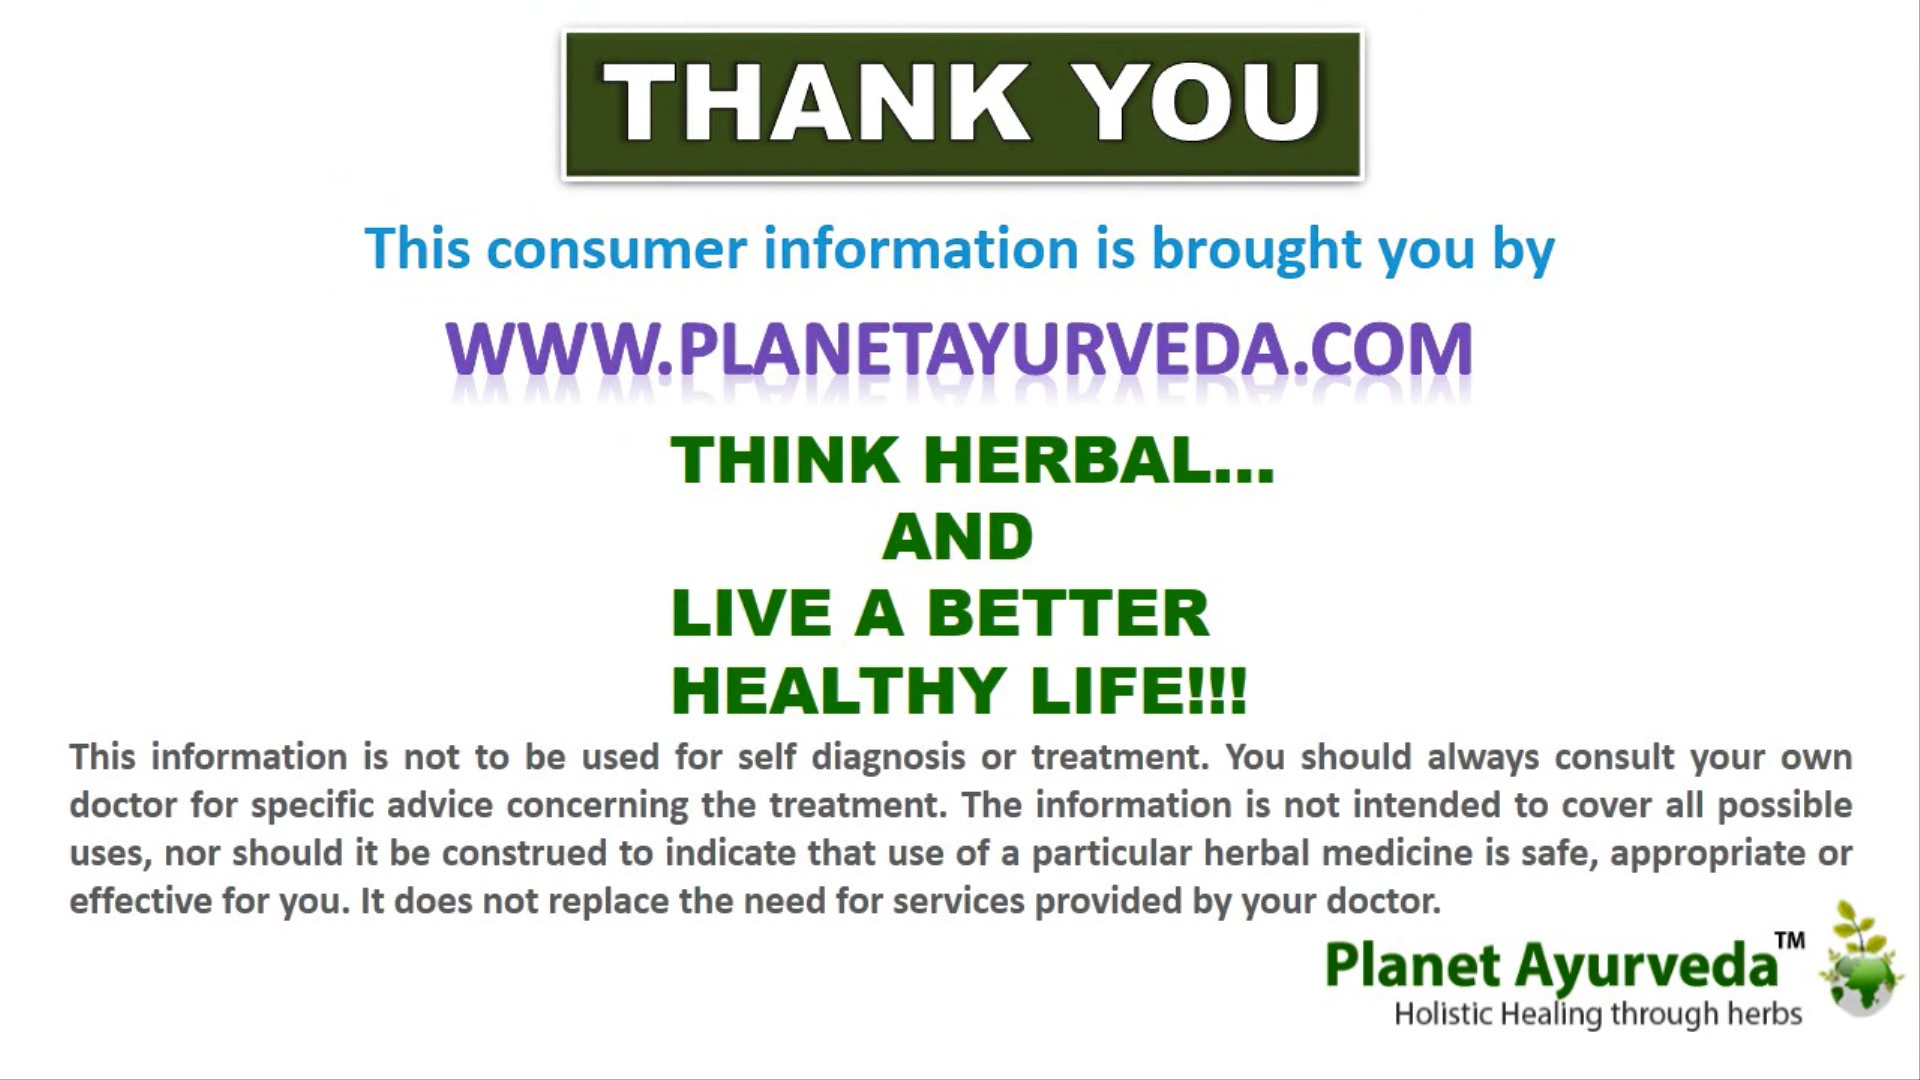 THANK YOU
This consumer information is brought you by
WWW.PLANETAYURVEDA.COM
THINK HERBAL...
AND
LIVE A BETTER
HEALTHY LIFE!!!
This information is not to be used for self diagnosis or treatment. You should always consult your own
doctor for specific advice concerning the treatment. The information is not intended to cover all possible
uses, nor should it be construed to indicate that use of a particular herbal medicine is safe, appropriate or
effective for you. It does not replace the need for services provided by your doctor.
Planet Ayurveda™
Holistic Healing through herbs